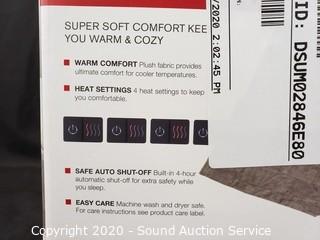 SUPER SOFT COMFORT KEE
YOU WARM & COZY
WARM COMFORT Plush fabric provides
ultimate comfort for cooler temperatures.
HEAT SETTINGS 4 heat settings to keep
you comfortable.
SAFE AUTO SHUT-OFF Built-in 4-hour
automatic shut-off for extra safety while
you sleep.
EASY CARE Machine wash and dryer safe.
For care instructions see product care label.
/2020 2:02:45 PM
ID: DSUM02846E80
Copyright 2020 - Sound Auction Service